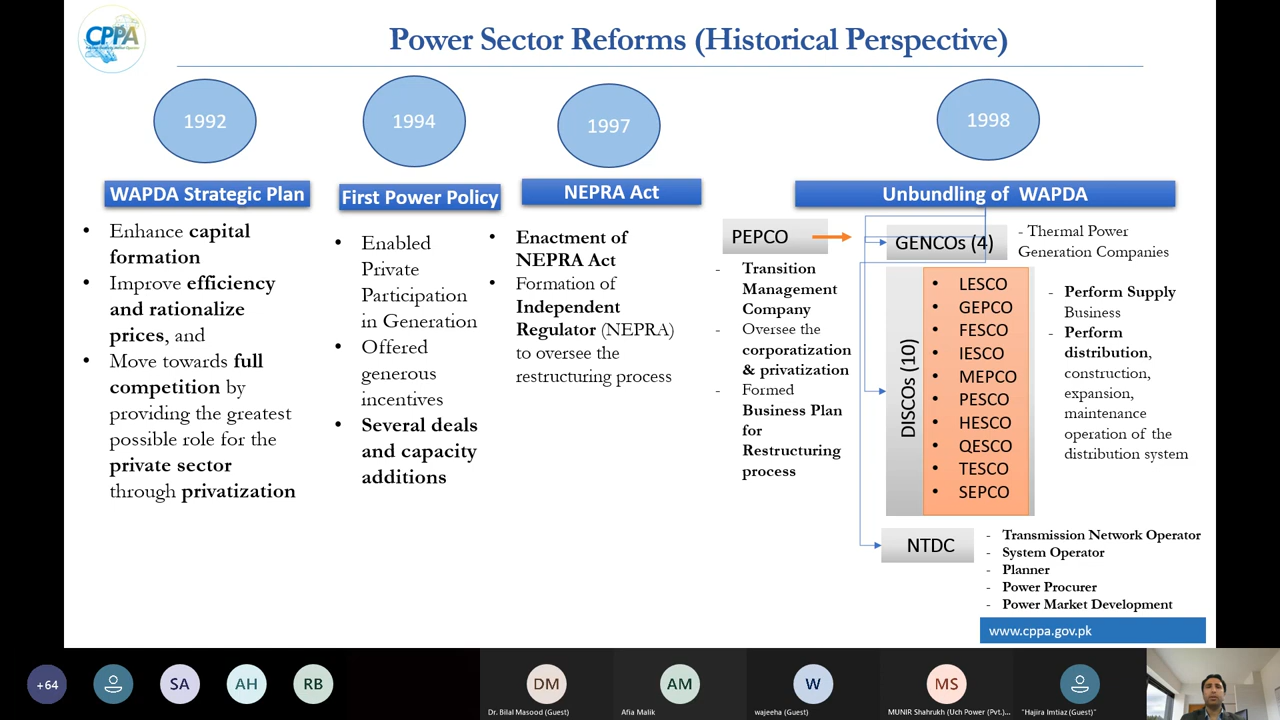 CPPA
Power Sector Reforms (Historical Perspective)
1992
WAPDA Strategic Plan
• Enhance capital
formation
• Improve efficiency
and rationalize
prices, and
• Move towards full
competition by
providing the greatest
possible role for the
private sector
through privatization
1994
First Power Policy
• Enabled
Private
Participation
in Generation
• Offered
generous
incentives
• Several deals
and capacity
additions
1997
NEPRA Act
• Enactment of
NEPRA Act
• Formation of
Independent
Regulator (NEPRA)
to oversee the
restructuring process
1998
Unbundling of WAPDA
PEPCO
- Transition
Management
Company
- Oversee the
corporatization
& privatization
- Formed
Business Plan
for
Restructuring
process
GENCOs (4)
- Thermal Power
Generation Companies
DISCOs (10)
• LESCO
• GEPCO
• FESCO
• IESCO
• MEPCO
• PESCO
• HESCO
• QESCO
• TESCO
• SEPCO
- Perform Supply
Business
- Perform
distribution,
construction,
expansion,
maintenance
operation of the
distribution system
NTDC
- Transmission Network Operator
- System Operator
- Planner
- Power Procurer
- Power Market Development
www.cppa.gov.pk
+64
SA
AH
RB
DM
Dr. Bilal Masood (Guest)
AM
Afia Malik
W
wajeeha (Guest)
MS
MUNIR Shahrukh (Uch Power (Pvt.)...
"Hajira Imtiaz (Guest)"